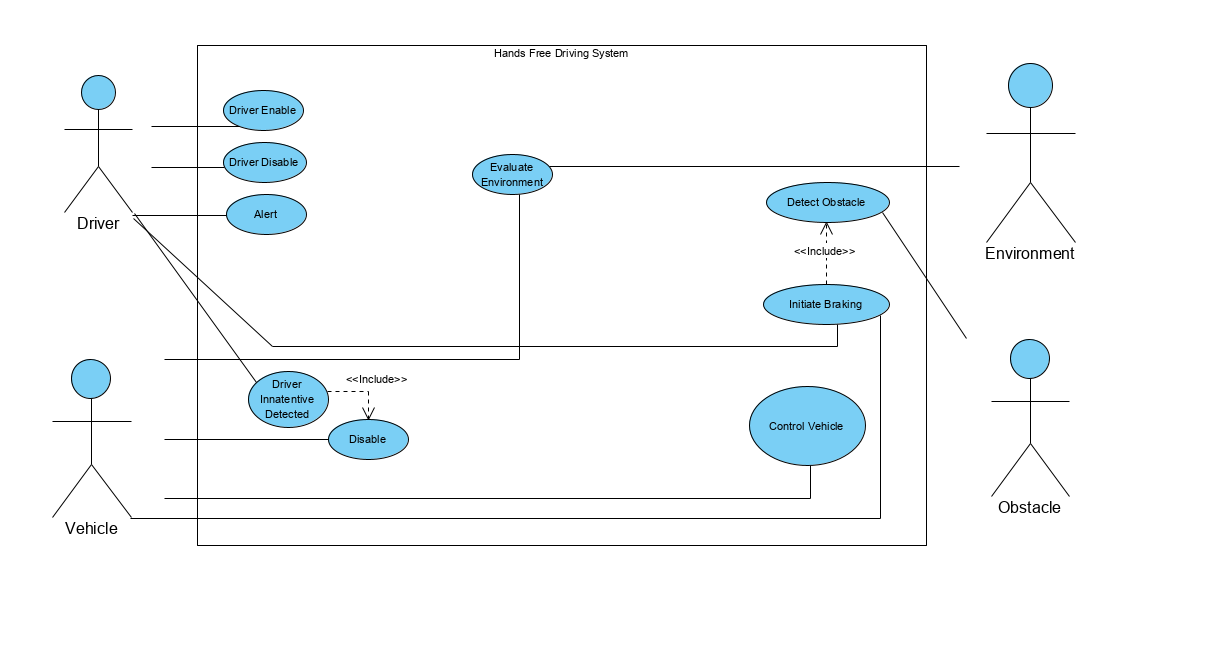 Hands Free Driving System
Driver Enable
Driver Disable
Alert
Driver
Evaluate
Environment
Detect Obstacle
<<Include>>
Initiate Braking
Environment
Driver
Innatentive
Detected
<<Include>>
Disable
Control Vehicle
Vehicle
Obstacle